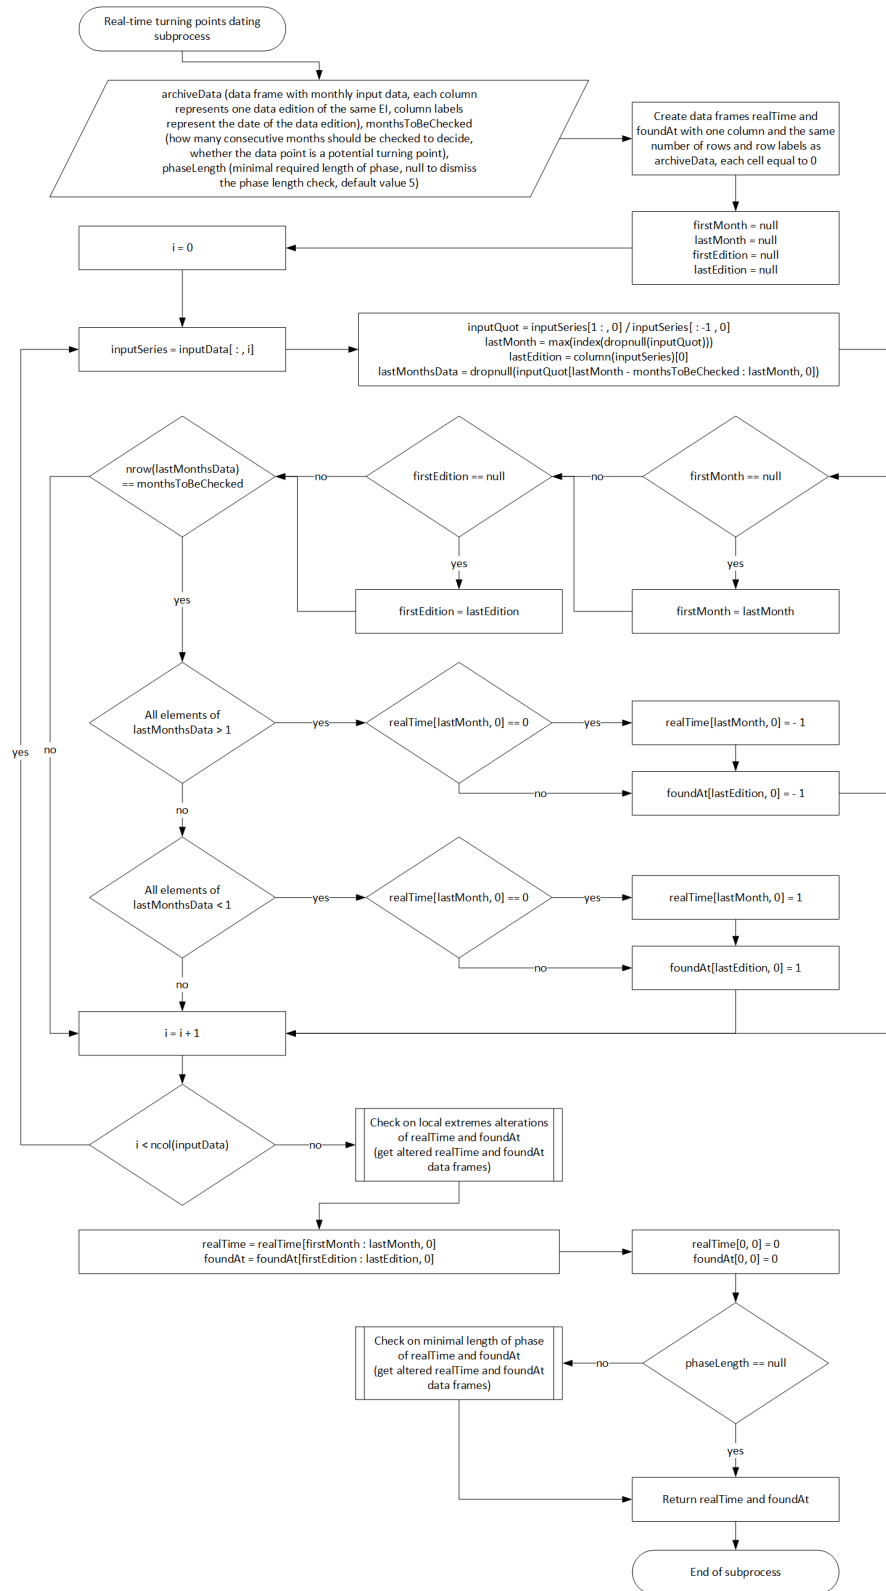 Real-time turning points dating
subprocess
archiveData (data frame with monthly input data, each column
represents one data edition of the same EI, column labels
represent the date of the data edition), monthsToBeChecked
(how many consecutive months should be checked to decide,
whether the data point is a potential turning point),
phaseLength (minimal required length of phase, null to dismiss
the phase length check, default value 5)
Create data frames realTime and
foundAt with one column and the same
number of rows and row labels as
archiveData, each cell equal to 0
firstMonth = null
lastMonth = null
firstEdition = null
lastEdition = null
i = 0
inputSeries = inputData[ : , i]
inputQuot = inputSeries[1 : , 0] / inputSeries[ : -1 , 0]
lastMonth = max(index(dropnull(inputQuot)))
lastEdition = column(inputSeries)[0]
lastMonthsData = dropnull(inputQuot[lastMonth - monthsToBeChecked : lastMonth, 0])
nrow(lastMonthsData)
== monthsToBeChecked
no
firstEdition == null
no
firstMonth == null
yes
yes
yes
firstEdition = lastEdition
firstMonth = lastMonth
All elements of
lastMonthsData > 1
yes
realTime[lastMonth, 0] == 0
yes
realTime[lastMonth, 0] = - 1
yes
no
no
foundAt[lastEdition, 0] = - 1
no
All elements of
lastMonthsData < 1
yes
realTime[lastMonth, 0] == 0
yes
realTime[lastMonth, 0] = 1
no
foundAt[lastEdition, 0] = 1
no
i = i + 1
i < ncol(inputData)
no
Check on local extremes alterations
of realTime and foundAt
(get altered realTime and foundAt
data frames)
realTime = realTime[firstMonth : lastMonth, 0]
foundAt = foundAt[firstEdition : lastEdition, 0]
realTime[0, 0] = 0
foundAt[0, 0] = 0
Check on minimal length of phase
of realTime and foundAt
(get altered realTime and foundAt
data frames)
no
phaseLength == null
yes
Return realTime and foundAt
End of subprocess